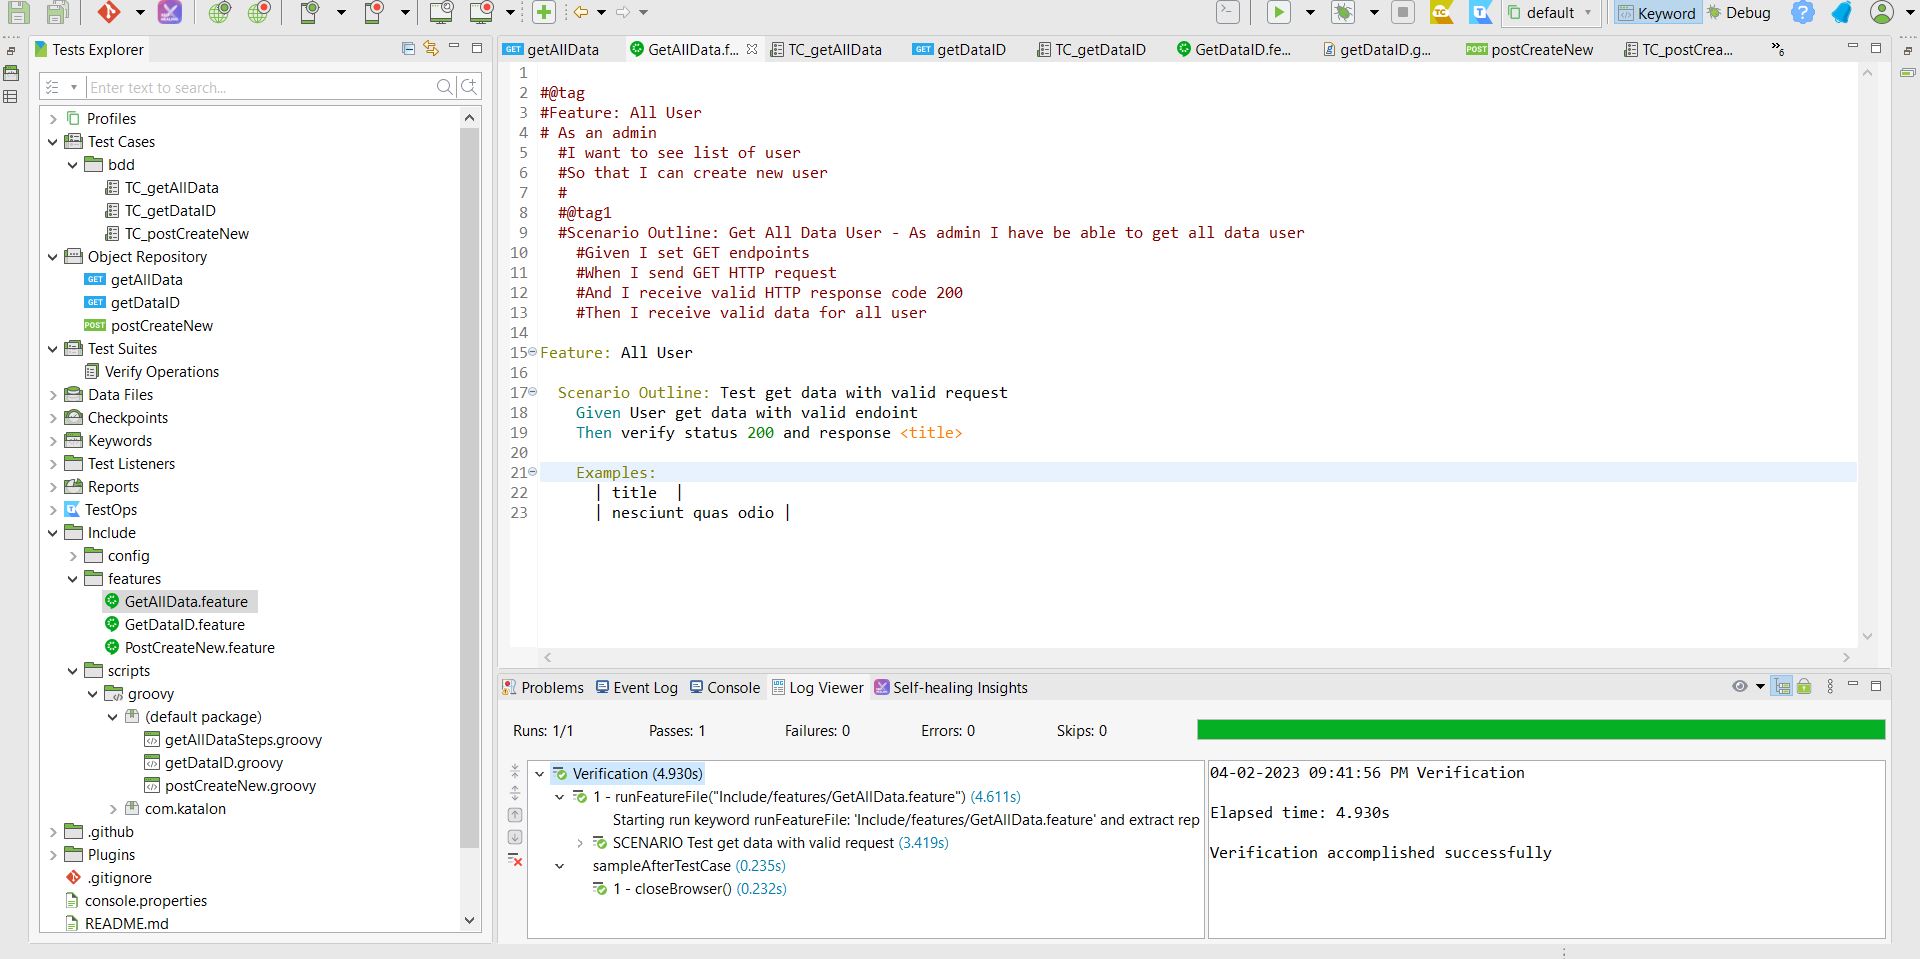 default
Keyword
Debug
Tests Explorer
Enter text to search...
Profiles
Test Cases
bdd
TC_getAllData
TC_getDataID
TC_postCreateNew
Object Repository
GET getAllData
GET getDataID
POST postCreateNew
Test Suites
Verify Operations
Data Files
Checkpoints
Keywords
Test Listeners
Reports
TestOps
Include
config
features
GetAllData.feature
GetDataID.feature
PostCreateNew.feature
scripts
groovy
(default package)
getAllDataSteps.groovy
getDataID.groovy
postCreateNew.groovy
com.katalon
.github
Plugins
.gitignore
console.properties
README.md
GET getAllData GetAllData.f... TC_getAllData GET getDataID TC_getDataID GetDataID.fe... getDataID.g... POST postCreateNew TC_postCrea... 6
1
2 #@tag
3 #Feature: All User
4 # As an admin
5 #I want to see list of user
6 #So that I can create new user
7 #
8 #@tag1
9 #Scenario Outline: Get All Data User - As admin I have be able to get all data user
10 #Given I set GET endpoints
11 #When I send GET HTTP request
12 #And I receive valid HTTP response code 200
13 #Then I receive valid data for all user
14
15 Feature: All User
16
17 Scenario Outline: Test get data with valid request
18 Given User get data with valid endoint
19 Then verify status 200 and response <title>
20
21 Examples:
22 | title |
23 | nesciunt quas odio |
Problems Event Log Console Log Viewer Self-healing Insights
Runs: 1/1 Passes: 1 Failures: 0 Errors: 0 Skips: 0
Verification (4.930s)
1 - runFeatureFile("Include/features/GetAllData.feature") (4.611s)
Starting run keyword runFeatureFile: 'Include/features/GetAllData.feature' and extract rep
SCENARIO Test get data with valid request (3.419s)
sampleAfterTestCase (0.235s)
1 - closeBrowser() (0.232s)
04-02-2023 09:41:56 PM Verification
Elapsed time: 4.930s
Verification accomplished successfully